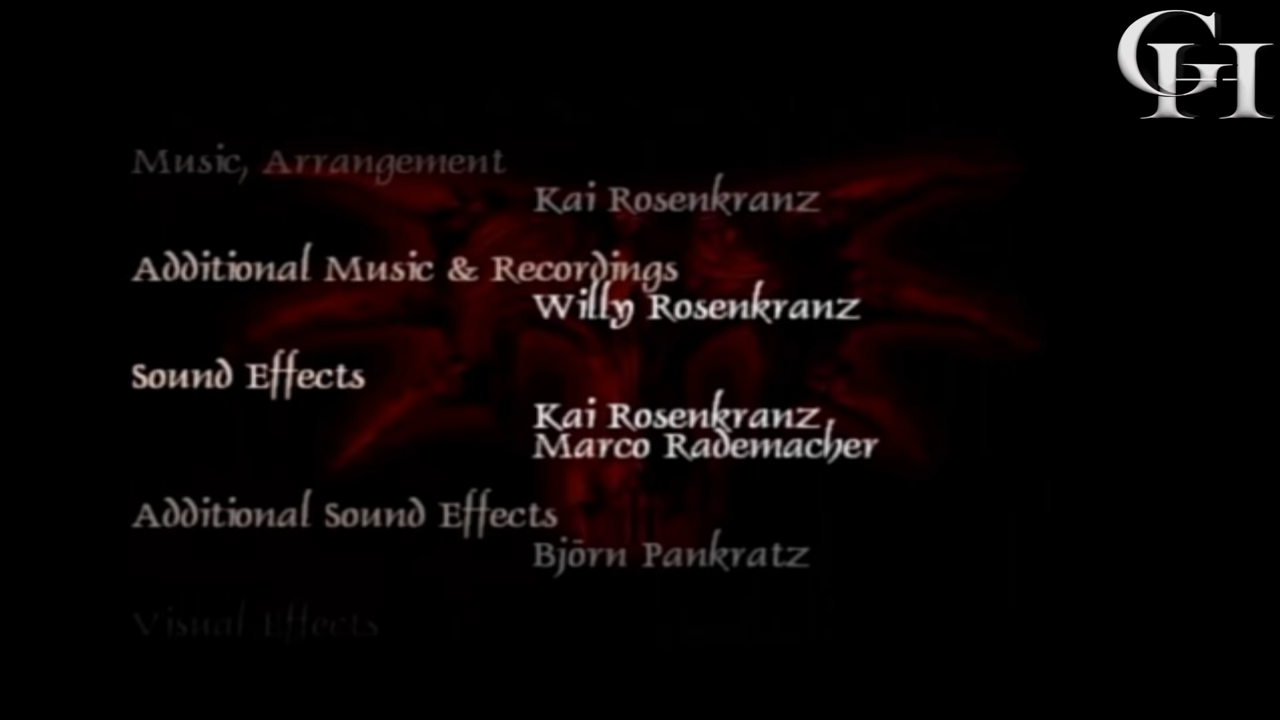 GH
Music, Arrangement
Kai Rosenkranz
Additional Music & Recordings
Willy Rosenkranz
Sound Effects
Kai Rosenkranz
Marco Rademacher
Additional Sound Effects
Björn Pankratz
Visual Effects